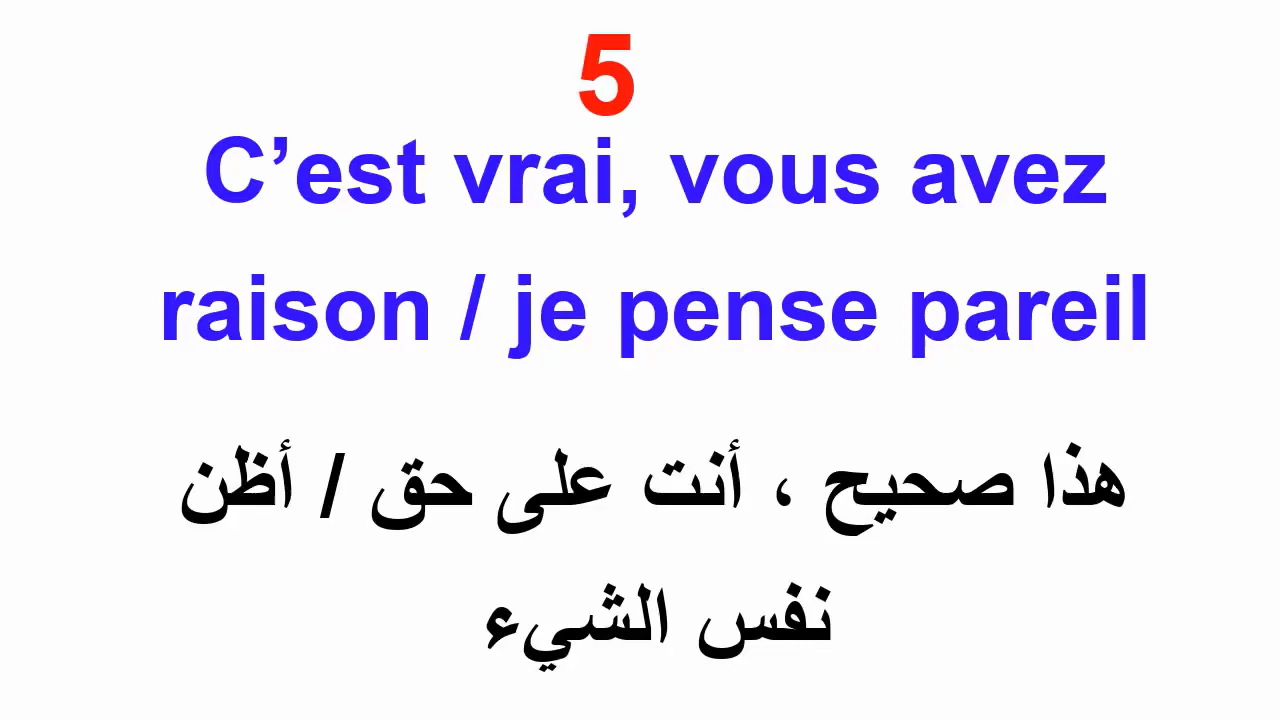 5
C’est vrai, vous avez
raison / je pense pareil
هذا صحيح ، أنت على حق / أظن
نفس الشيء